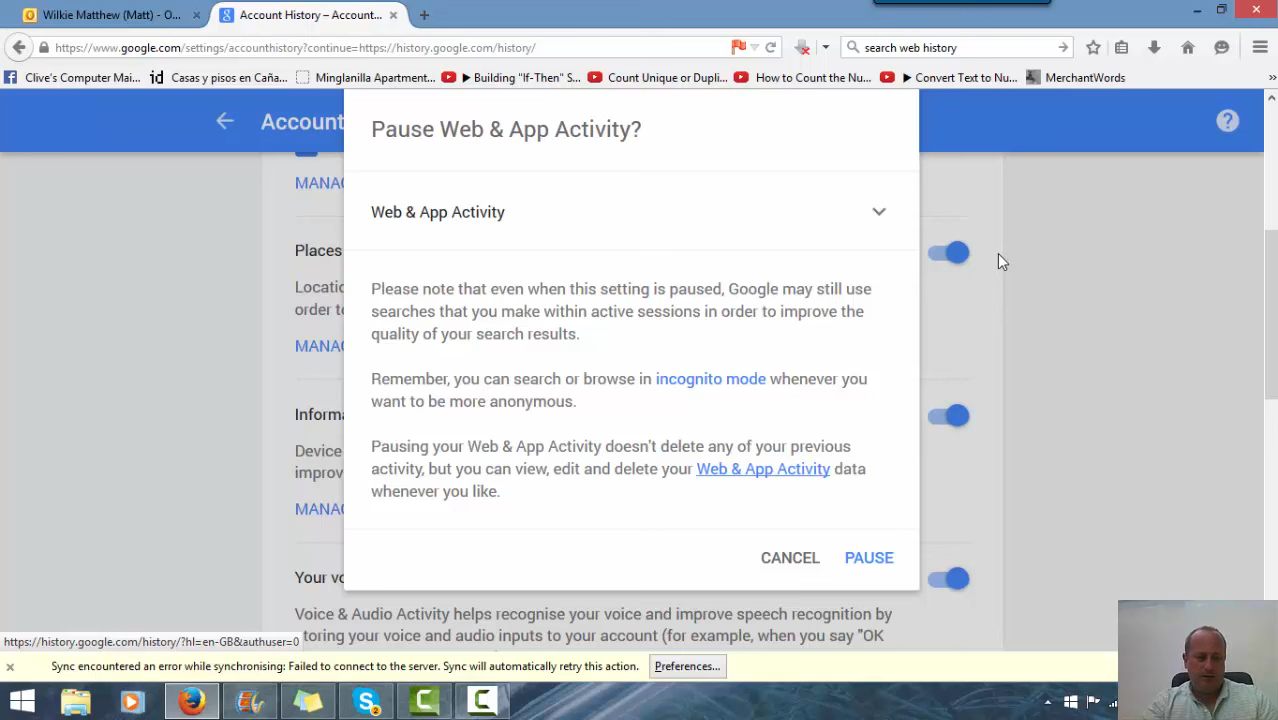 Wilkie Matthew (Matt) - O... ×
Google History – Account... ×
https://www.google.com/settings/accounthistory?continue=https://history.google.com/history/
search web history
Clive's Computer Mai...
Casas y pisos en Caña...
Minglanilla Apartment...
▶ Building "If-Then" S...
Count Unique or Dupli...
How to Count the Nu...
▶ Convert Text to Nu...
MerchantWords
»
Account
?
Pause Web & App Activity?
MANA
Web & App Activity
Places
Locatio
order to
Please note that even when this setting is paused, Google may still use
searches that you make within active sessions in order to improve the
quality of your search results.
MANA
Remember, you can search or browse in incognito mode whenever you
want to be more anonymous.
Informa
Device
improv
Pausing your Web & App Activity doesn't delete any of your previous
activity, but you can view, edit and delete your Web & App Activity data
whenever you like.
MANA
CANCEL PAUSE
Your vo
Voice & Audio Activity helps recognise your voice and improve speech recognition by
toring your voice and audio inputs to your account (for example, when you say "OK
https://history.google.com/history/?hl=en-GB&authuser=0
× Sync encountered an error while synchronising: Failed to connect to the server. Sync will automatically retry this action. Preferences...
2